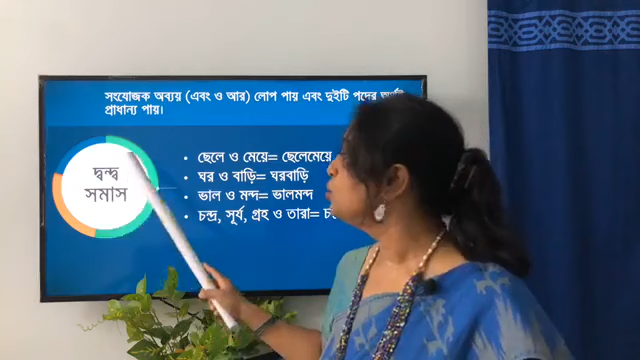 সংযোজক অব্যয় (এবং ও আর) লোপ পায় এবং দুইটি পদের
প্রাধান্য পায়।
দ্বন্দ্ব
সমাস
• ছেলে ও মেয়ে= ছেলেমেয়ে
• ঘর ও বাড়ি= ঘরবাড়ি
• ভাল ও মন্দ= ভালমন্দ
• চন্দ্র, সূর্য, গ্রহ ও তারা=